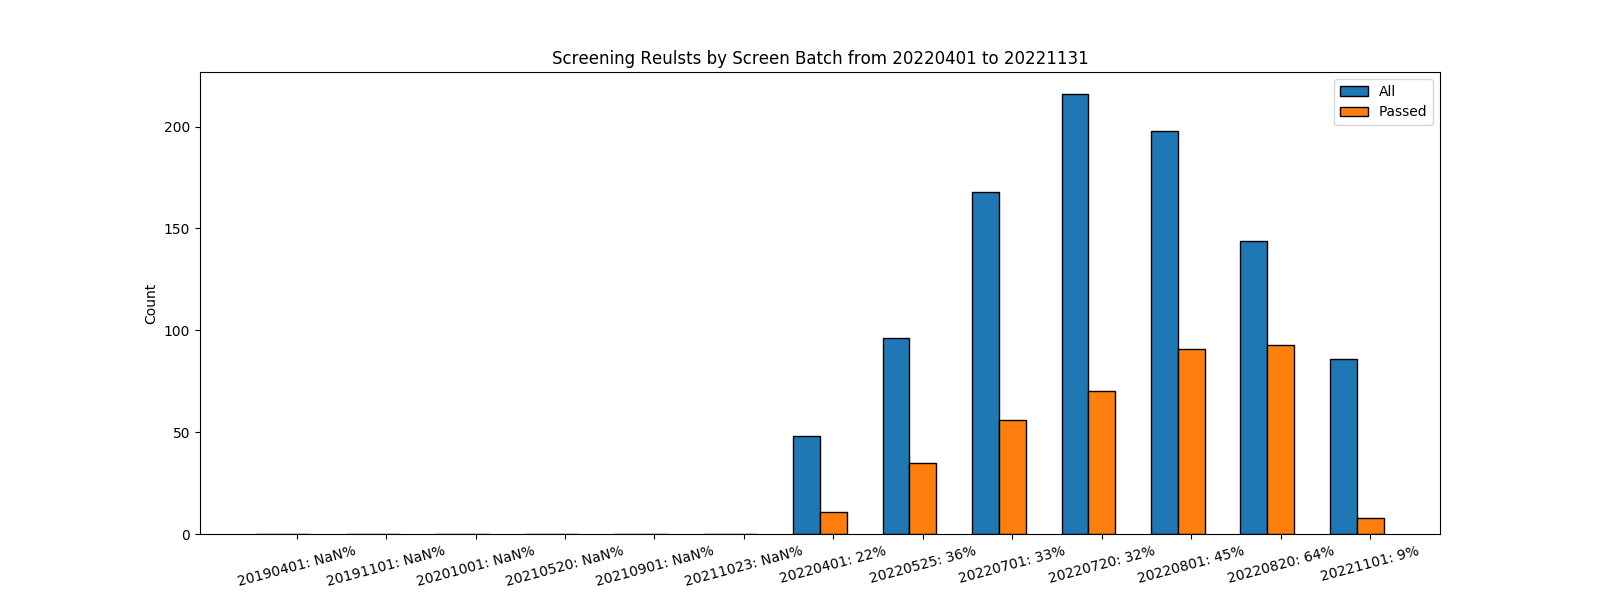 Screening Reulsts by Screen Batch from 20220401 to 20221131
All
Passed
Count
200
150
100
50
0
20190401: NaN%
20191101: NaN%
20201001: NaN%
20210520: NaN%
20210901: NaN%
20211023: NaN%
20220401: 22%
20220525: 36%
20220701: 33%
20220720: 32%
20220801: 45%
20220820: 64%
20221101: 9%